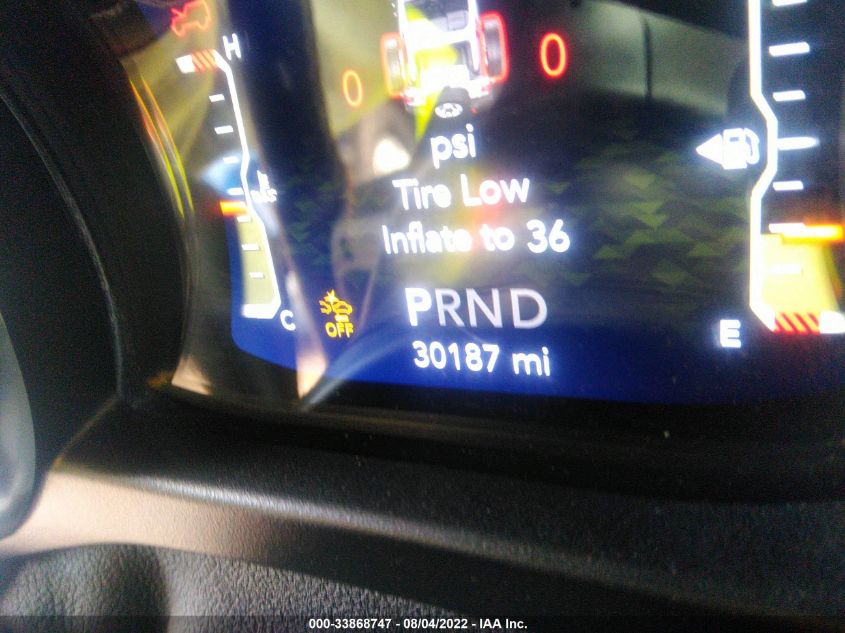 H
0 0
psi
Tire Low
Inflate to 36
OFF
PRND
C
E
30187 mi
000-33868747 - 08/04/2022 - IAA Inc.